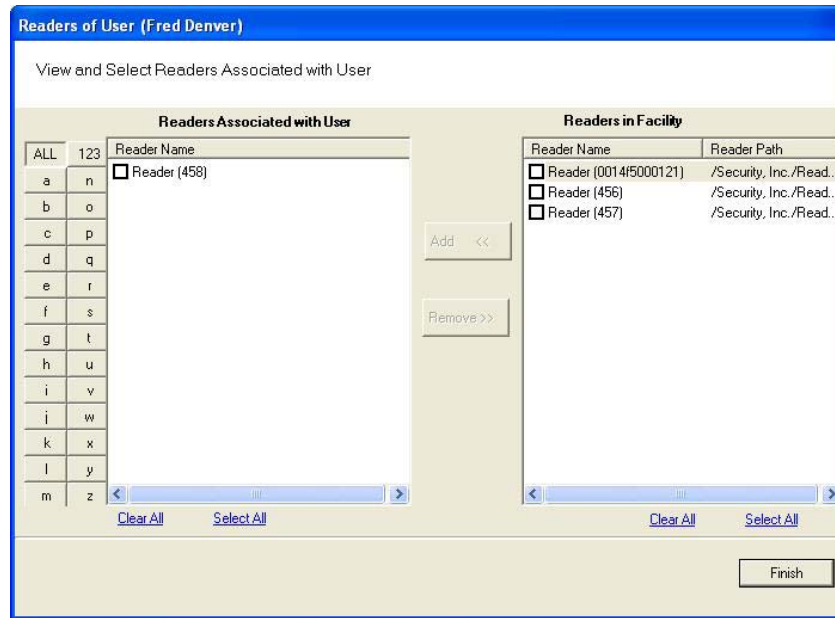 Readers of User (Fred Denver)
View and Select Readers Associated with User
Readers Associated with User
Readers in Facility
ALL 123
a n
b o
c p
d q
e r
f s
g t
h u
i v
j w
k x
l y
m z
Reader Name
Reader (458)
Clear All Select All
Add <<
Remove >>
Reader Name Reader Path
Reader (0014f5000121) /Security, Inc./Read..
Reader (456) /Security, Inc./Read..
Reader (457) /Security, Inc./Read..
Clear All Select All
Finish